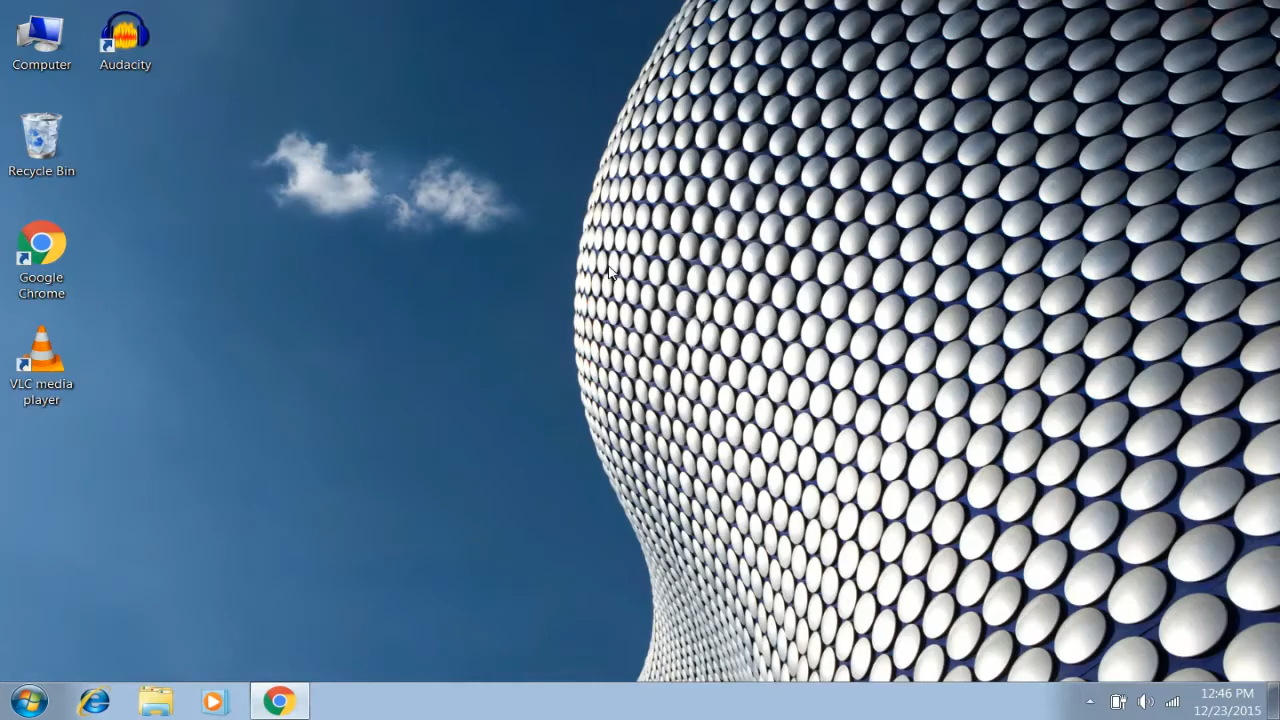 Computer
Audacity
Recycle Bin
Google
Chrome
VLC media
player
12:46 PM
12/23/2015